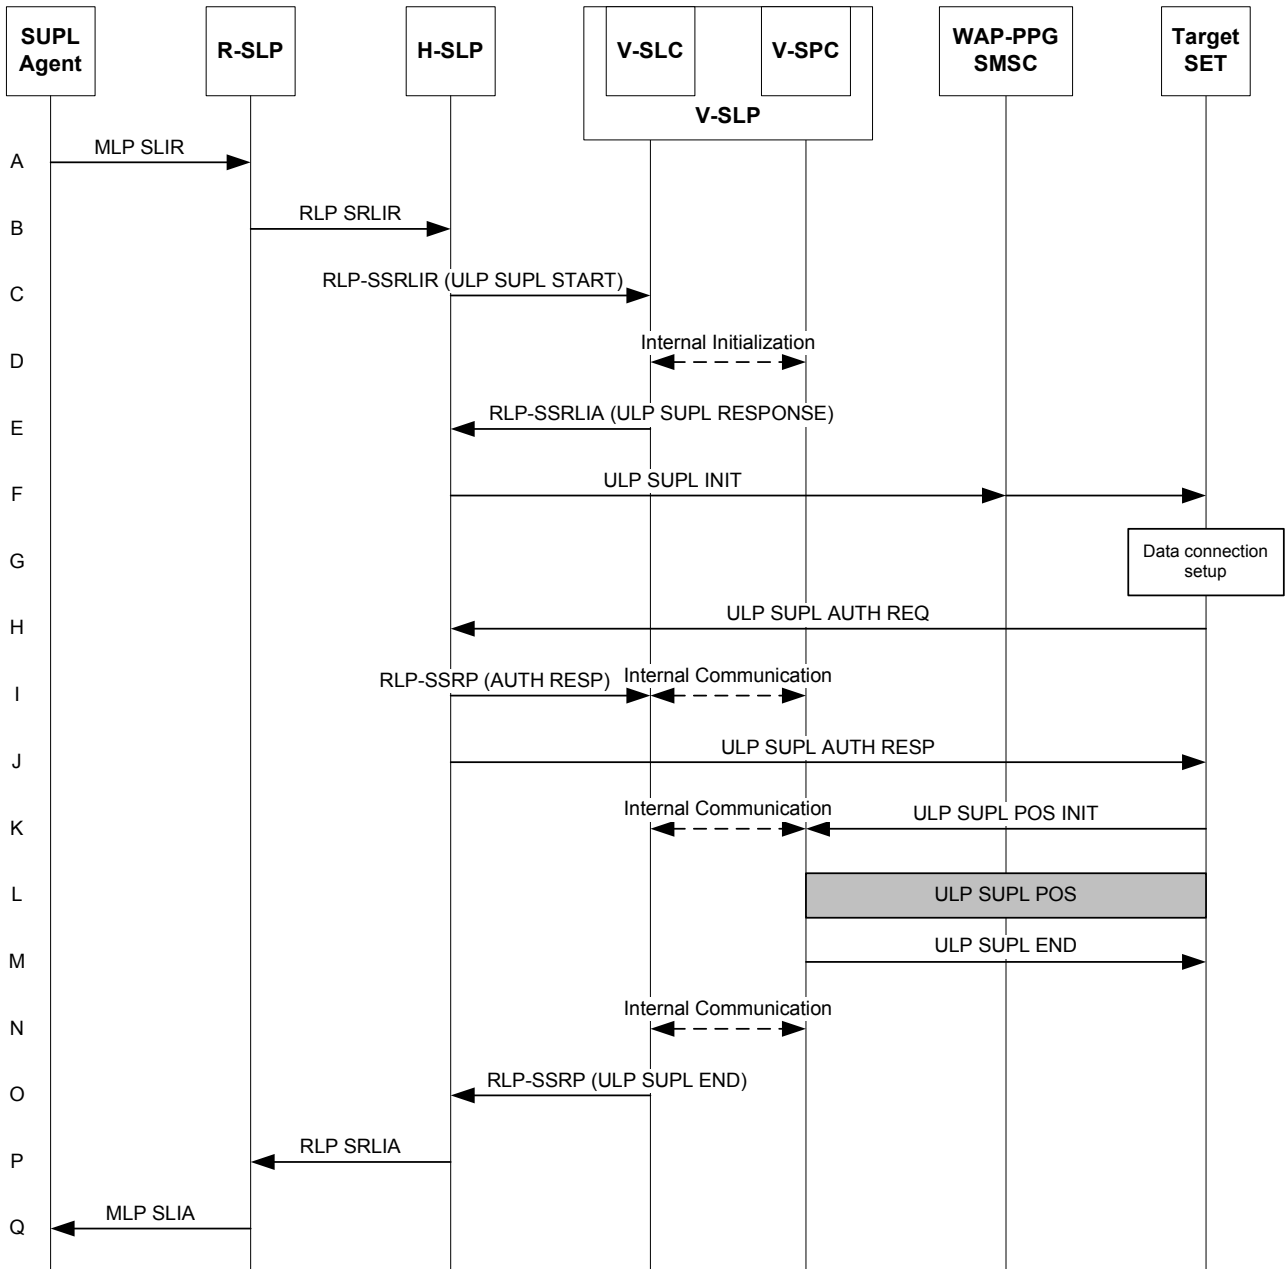 SUPL
Agent
R-SLP
H-SLP
V-SLC
V-SPC
V-SLP
WAP-PPG
SMSC
Target
SET
A
MLP SLIR
B
RLP SRLIR
C
RLP-SSRLIR (ULP SUPL START)
D
Internal Initialization
E
RLP-SSRLIA (ULP SUPL RESPONSE)
F
ULP SUPL INIT
G
Data connection
setup
H
ULP SUPL AUTH REQ
I
RLP-SSRP (AUTH RESP)
Internal Communication
J
ULP SUPL AUTH RESP
K
Internal Communication
ULP SUPL POS INIT
L
ULP SUPL POS
M
ULP SUPL END
N
Internal Communication
O
RLP-SSRP (ULP SUPL END)
P
RLP SRLIA
Q
MLP SLIA